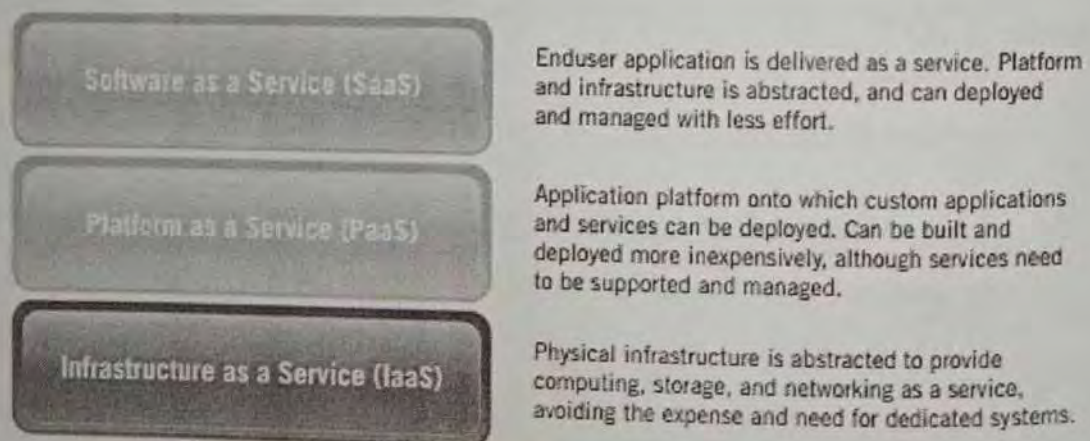 Software as a Service (SaaS)
Enduser application is delivered as a service. Platform
and infrastructure is abstracted, and can deployed
and managed with less effort.
Platform as a Service (PaaS)
Application platform onto which custom applications
and services can be deployed. Can be built and
deployed more inexpensively, although services need
to be supported and managed.
Infrastructure as a Service (IaaS)
Physical infrastructure is abstracted to provide
computing, storage, and networking as a service,
avoiding the expense and need for dedicated systems.